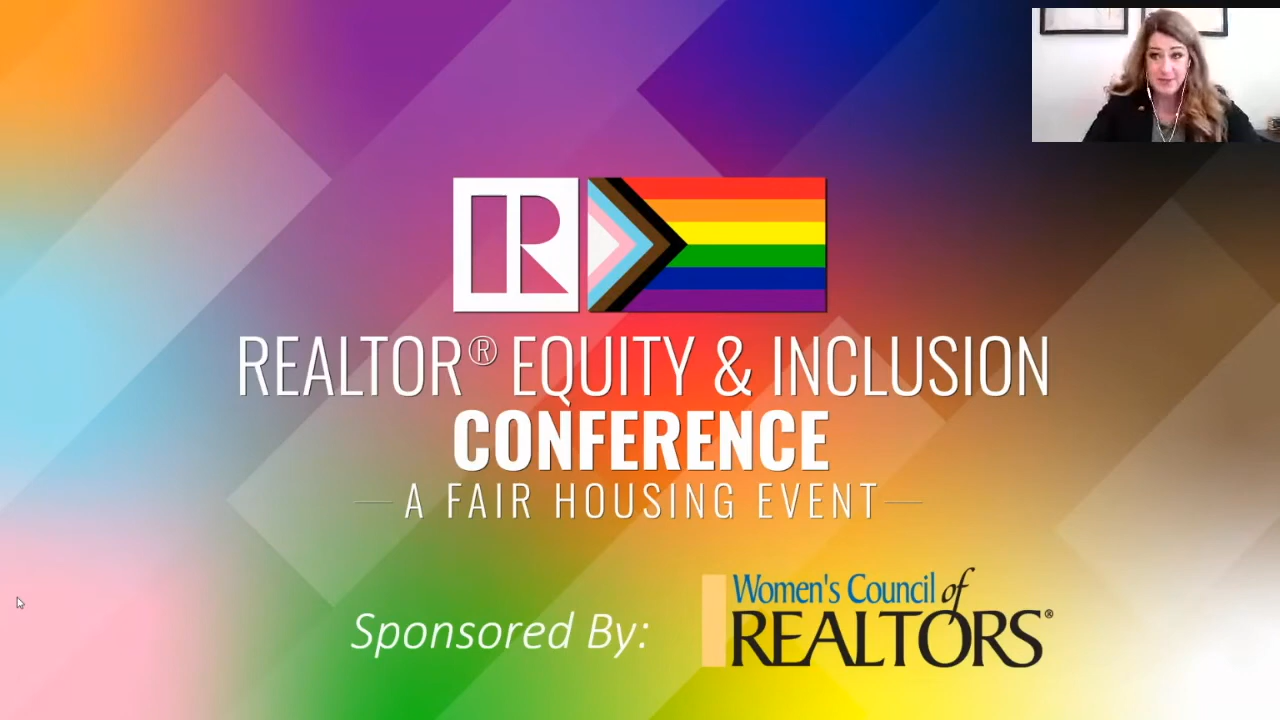 R
REALTOR® EQUITY & INCLUSION
CONFERENCE
A FAIR HOUSING EVENT
Sponsored By:
Women's Council of
REALTORS®